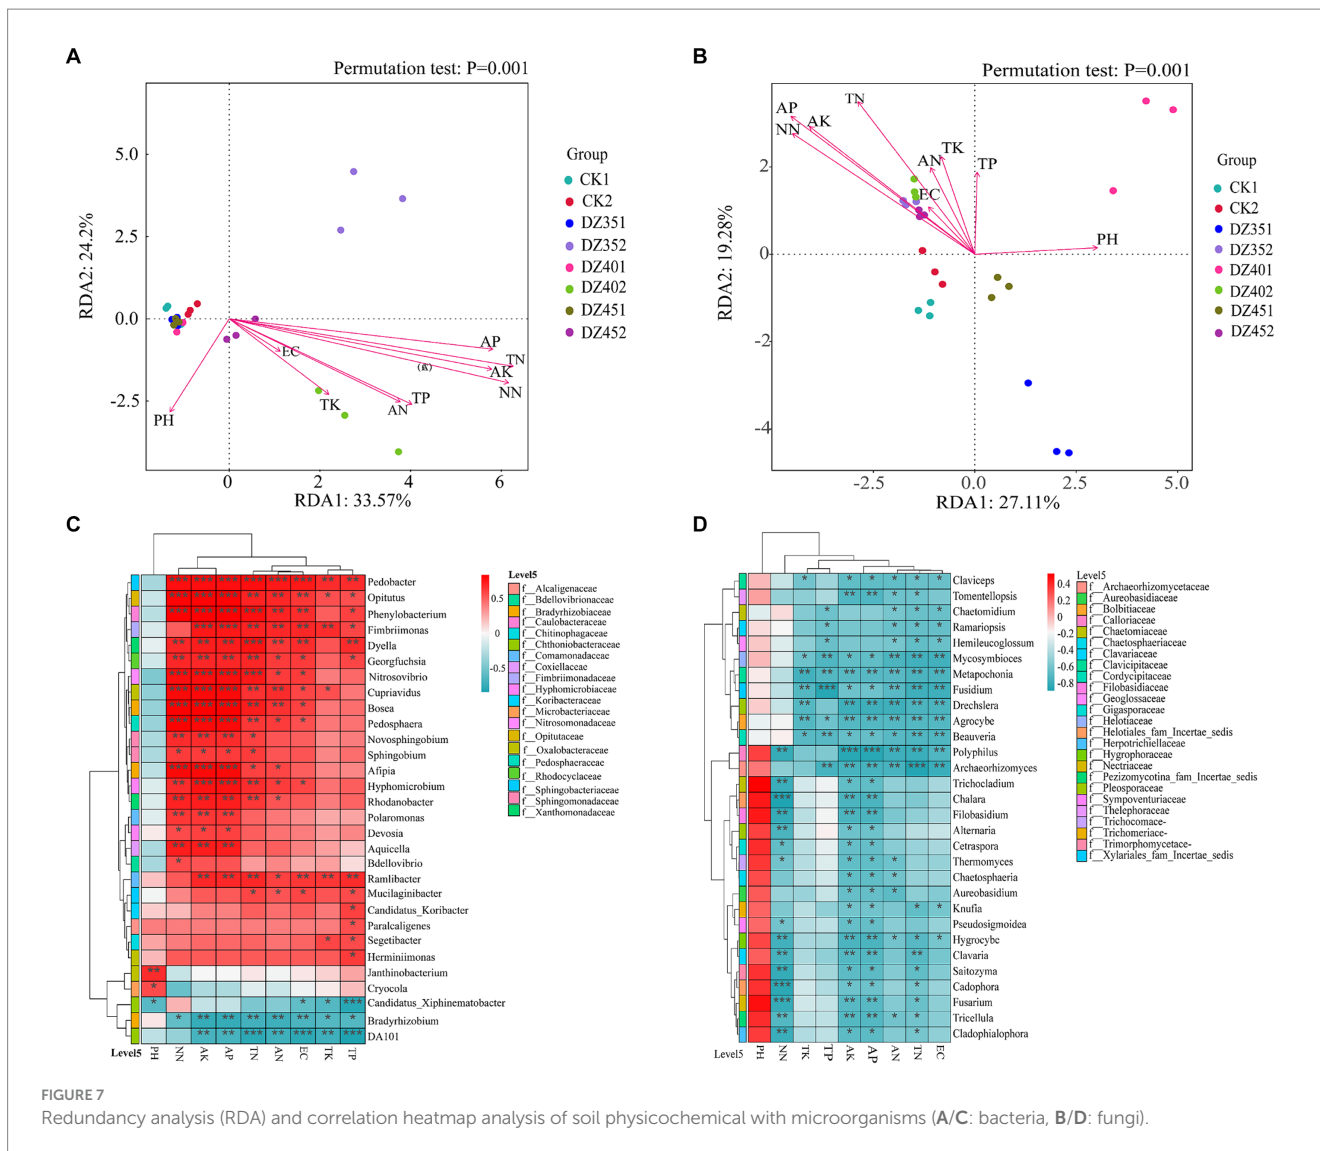 A
Permutation test: P=0.001
RDA2: 24.2%
5.0
2.5
0.0
-2.5
0
2
4
6
RDA1: 33.57%
PH
EC
TK
AN
TP
AP
TN
AK
NN
Group
CK1
CK2
DZ351
DZ352
DZ401
DZ402
DZ451
DZ452
B
Permutation test: P=0.001
RDA2: 19.28%
2
0
-2
-4
-2.5
0.0
2.5
5.0
RDA1: 27.11%
AP
NN
AK
TN
AN
TK
TP
EC
PH
Group
CK1
CK2
DZ351
DZ352
DZ401
DZ402
DZ451
DZ452
C
Pedobacter
Opitutus
Phenylobacterium
Fimbriimonas
Dyella
Georgfuchsia
Nitrosovibrio
Cupriavidus
Bosea
Pedosphaera
Novosphingobium
Sphingobium
Afipia
Hyphomicrobium
Rhodanobacter
Polaromonas
Devosia
Aquicella
Bdellovibrio
Ramlibacter
Mucilaginibacter
Candidatus_Koribacter
Paralcaligenes
Segetibacter
Herminiimonas
Janthinobacterium
Cryocola
Candidatus_Xiphinematobacter
Bradyrhizobium
DA101
Level5
PH
NN
AK
AP
TN
AN
EC
TK
TP
0.5
0
-0.5
Level5
f__Alcaligenaceae
f__Bdellovibrionaceae
f__Bradyrhizobiaceae
f__Caulobacteraceae
f__Chitinophagaceae
f__Chthoniobacteraceae
f__Comamonadaceae
f__Coxiellaceae
f__Fimbriimonadaceae
f__Hyphomicrobiaceae
f__Koribacteraceae
f__Microbacteriaceae
f__Nitrosomonadaceae
f__Opitutaceae
f__Oxalobacteraceae
f__Pedosphaeraceae
f__Rhodocyclaceae
f__Sphingobacteriaceae
f__Sphingomonadaceae
f__Xanthomonadaceae
D
Claviceps
Tomentellopsis
Chaetomidium
Ramariopsis
Hemileucoglossum
Mycosymbioces
Metapochonia
Fusidium
Drechslera
Agrocybe
Beauveria
Polyphilus
Archaeorhizomyces
Trichocladium
Chalara
Filobasidium
Alternaria
Cetraspora
Thermomyces
Chaetosphaeria
Aureobasidium
Knufia
Pseudosigmoidea
Hygrocybe
Clavaria
Saitozyma
Cadophora
Fusarium
Tricellula
Cladophialophora
Level5
PH
NN
TK
TP
AK
AP
AN
TN
EC
0.4
0.2
0
-0.2
-0.4
-0.6
-0.8
Level5
f__Archaeorhizomycetaceae
f__Aureobasidiaceae
f__Bolbitiaceae
f__Calloriaceae
f__Chaetomiaceae
f__Chaetosphaeriaceae
f__Clavariaceae
f__Clavicipitaceae
f__Cordycipitaceae
f__Filobasidiaceae
f__Geoglossaceae
f__Gigasporaceae
f__Helotiaceae
f__Helotiales_fam_Incertae_sedis
f__Herpotrichiellaceae
f__Hygrophoraceae
f__Nectriaceae
f__Pezizomycotina_fam_Incertae_sedis
f__Pleosporaceae
f__Sympoventuriaceae
f__Thelephoraceae
f__Trichocomace-
f__Trichomeriace-
f__Trimorphomycetace-
f__Xylariales_fam_Incertae_sedis
FIGURE 7
Redundancy analysis (RDA) and correlation heatmap analysis of soil physicochemical with microorganisms (A/C: bacteria, B/D: fungi).